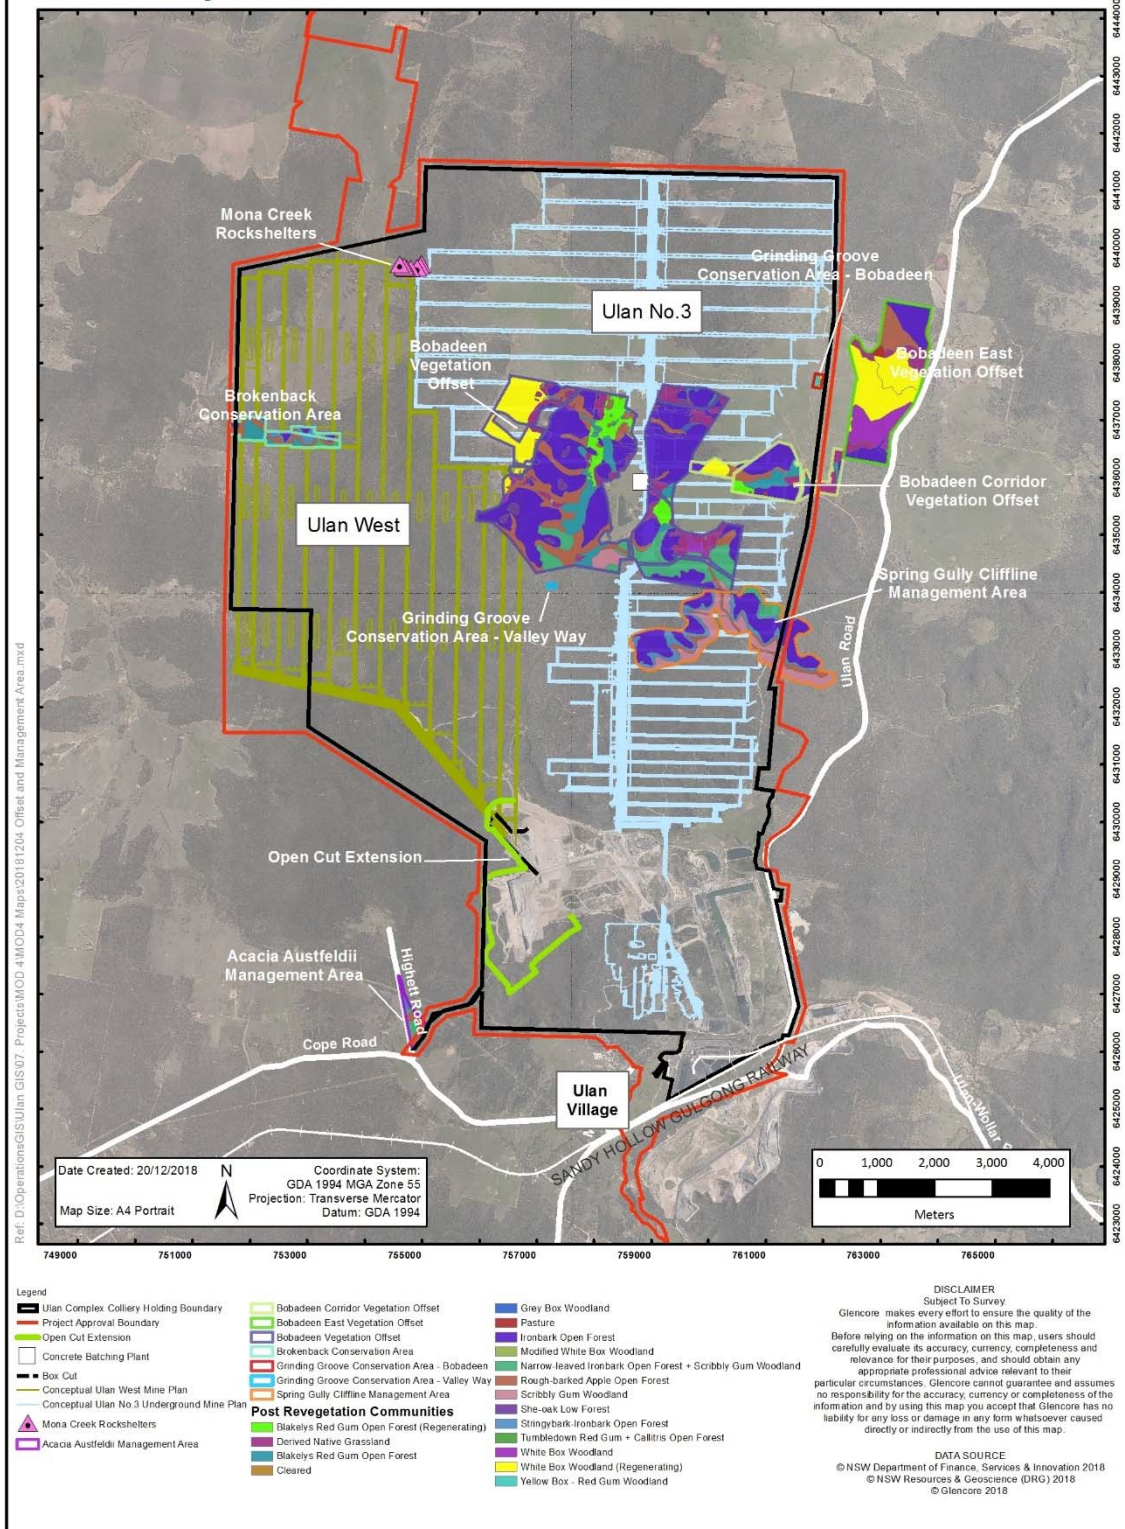 Mona Creek
Rockshelters
Grinding Groove
Conservation Area - Bobadeen
Ulan No.3
Bobadeen
Vegetation
Offset
Bobadeen East
Vegetation Offset
Brokenback
Conservation Area
Bobadeen Corridor
Vegetation Offset
Ulan West
Spring Gully Cliffline
Management Area
Grinding Groove
Conservation Area - Valley Way
Ulan Road
Open Cut Extension
Acacia Austfeldii
Management Area
Highett Road
Cope Road
Ulan
Village
SANDY HOLLOW GULGONG RAILWAY
Ulan-Wollar
6444000
6443000
6442000
6441000
6440000
6439000
6438000
6437000
6436000
6435000
6434000
6433000
6432000
6431000
6430000
6429000
6428000
6427000
6426000
6425000
6424000
6423000
Ref: D:\OperationsGIS\Ulan GIS\07. Projects\MOD 4\MOD4 Maps\20181204 Offset and Management Area.mxd
Date Created: 20/12/2018
Map Size: A4 Portrait
N
Coordinate System:
GDA 1994 MGA Zone 55
Projection: Transverse Mercator
Datum: GDA 1994
0 1,000 2,000 3,000 4,000
Meters
749000 751000 753000 755000 757000 759000 761000 763000 765000
Legend
Ulan Complex Colliery Holding Boundary
Project Approval Boundary
Open Cut Extension
Concrete Batching Plant
Box Cut
Conceptual Ulan West Mine Plan
Conceptual Ulan No.3 Underground Mine Plan
Mona Creek Rockshelters
Acacia Austfeldii Management Area
Bobadeen Corridor Vegetation Offset
Bobadeen East Vegetation Offset
Bobadeen Vegetation Offset
Brokenback Conservation Area
Grinding Groove Conservation Area - Bobadeen
Grinding Groove Conservation Area - Valley Way
Spring Gully Cliffline Management Area
Post Revegetation Communities
Blakelys Red Gum Open Forest (Regenerating)
Derived Native Grassland
Blakelys Red Gum Open Forest
Cleared
Grey Box Woodland
Pasture
Ironbark Open Forest
Modified White Box Woodland
Narrow-leaved Ironbark Open Forest + Scribbly Gum Woodland
Rough-barked Apple Open Forest
Scribbly Gum Woodland
She-oak Low Forest
Stringybark-Ironbark Open Forest
Tumbledown Red Gum + Callitris Open Forest
White Box Woodland
White Box Woodland (Regenerating)
Yellow Box - Red Gum Woodland
DISCLAIMER
Subject To Survey.
Glencore makes every effort to ensure the quality of the
information available on this map.
Before relying on the information on this map, users should
carefully evaluate its accuracy, currency, completeness and
relevance for their purposes, and should obtain any
appropriate professional advice relevant to their
particular circumstances. Glencore cannot guarantee and assumes
no responsibility for the accuracy, currency or completeness of the
information and by using this map you accept that Glencore has no
liability for any loss or damage in any form whatsoever caused
directly or indirectly from the use of this map.
DATA SOURCE
© NSW Department of Finance, Services & Innovation 2018
© NSW Resources & Geoscience (DRG) 2018
© Glencore 2018